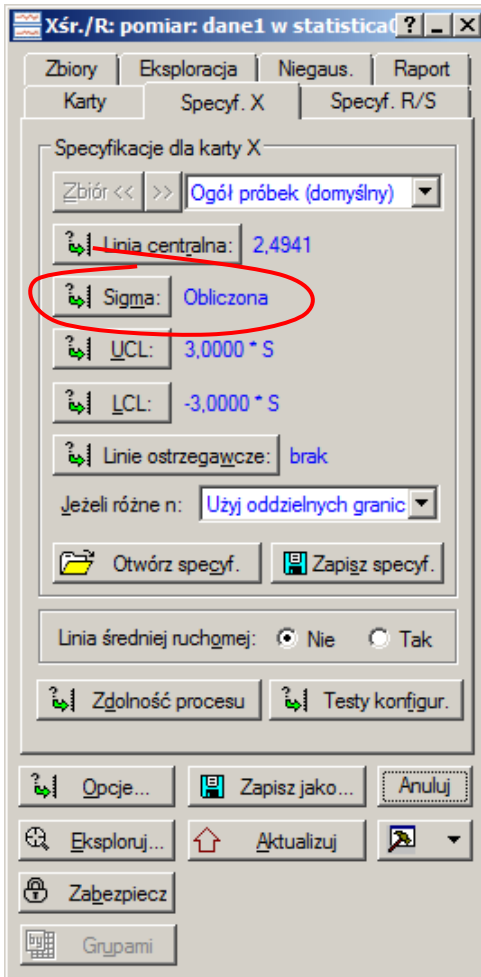 Xśr./R: pomiar: dane1 w statistica(
Zbiory Eksploracja Niegaus. Raport
Karty Specyf. X Specyf. R/S
Specyfikacje dla karty X
Zbiór << >> Ogół próbek (domyślny)
Linia centralna: 2,4941
Sigma: Obliczona
UCL: 3,0000 * S
LCL: -3,0000 * S
Linie ostrzegawcze: brak
Jeżeli różne n: Użyj oddzielnych granic
Otwórz specyf. Zapisz specyf.
Linia średniej ruchomej: Nie Tak
Zdolność procesu Testy konfigur.
Opcje... Zapisz jako... Anuluj
Eksploruj... Aktualizuj
Zabezpiecz
Grupami